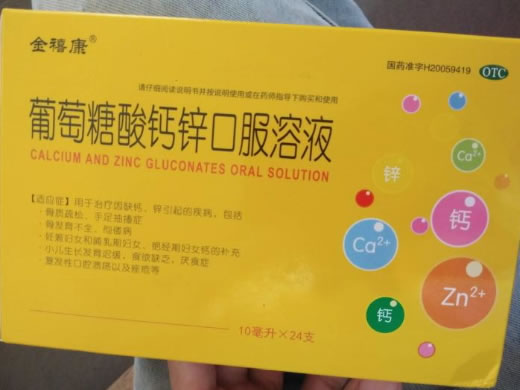 金禧康®
国药准字H20059419
OTC
请仔细阅读说明书并按说明使用或在药师指导下购买和使用
葡萄糖酸钙锌口服溶液
CALCIUM AND ZINC GLUCONATES ORAL SOLUTION
【适应症】用于治疗因缺钙、锌引起的疾病，包括
骨质疏松、手足抽搐症
骨发育不全、佝偻病
妊娠妇女和哺乳期妇女、绝经期妇女钙的补充
小儿生长发育迟缓，食欲缺乏，厌食症
复发性口腔溃疡以及痤疮等
锌
Ca²⁺
钙
Ca²⁺
Zn²⁺
钙
10毫升×24支